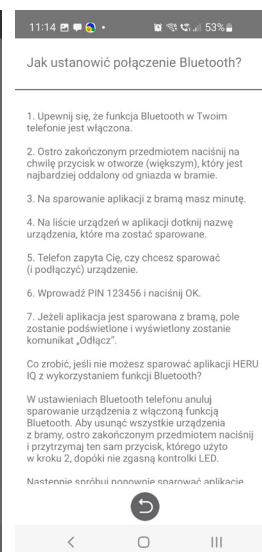 11:14
53%
Jak ustanowić połączenie Bluetooth?
1. Upewnij się, że funkcja Bluetooth w Twoim
telefonie jest włączona.
2. Ostro zakończonym przedmiotem naciśnij na
chwilę przycisk w otworze (większym), który jest
najbardziej oddalony od gniazda w bramie.
3. Na sparowanie aplikacji z bramą masz minutę.
4. Na liście urządzeń w aplikacji dotknij nazwę
urządzenia, które ma zostać sparowane.
5. Telefon zapyta Cię, czy chcesz sparować
(i podłączyć) urządzenie.
6. Wprowadź PIN 123456 i naciśnij OK.
7. Jeżeli aplikacja jest sparowana z bramą, pole
zostanie podświetlone i wyświetlony zostanie
komunikat „Odłącz”.
Co zrobić, jeśli nie możesz sparować aplikacji HERU
IQ z wykorzystaniem funkcji Bluetooth?
W ustawieniach Bluetooth telefonu anuluj
sparowanie urządzenia z włączoną funkcją
Bluetooth. Aby usunąć wszystkie urządzenia
z bramy, ostro zakończonym przedmiotem naciśnij
i przytrzymaj ten sam przycisk, którego użyto
w kroku 2, dopóki nie zgasną kontrolki LED.
Następnie spróbuj ponownie sparować aplikację